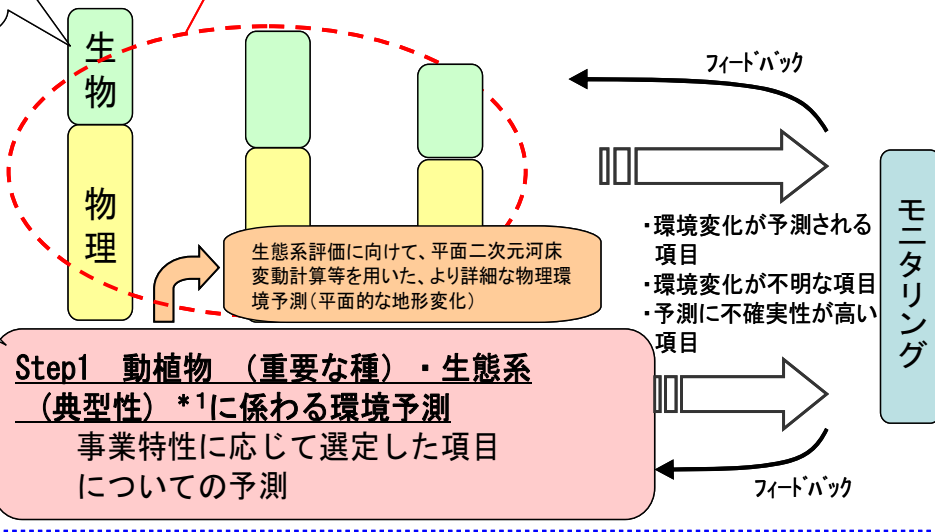 生物
物理
フィードバック
生態系評価に向けて、平面二次元河床
変動計算等を用いた、より詳細な物理環
境予測(平面的な地形変化)
・環境変化が予測される
項目
・環境変化が不明な項目
・予測に不確実性が高い
項目
モニタリング
Step1 動植物 (重要な種)・生態系
(典型性)*1に係わる環境予測
事業特性に応じて選定した項目
についての予測
フィードバック